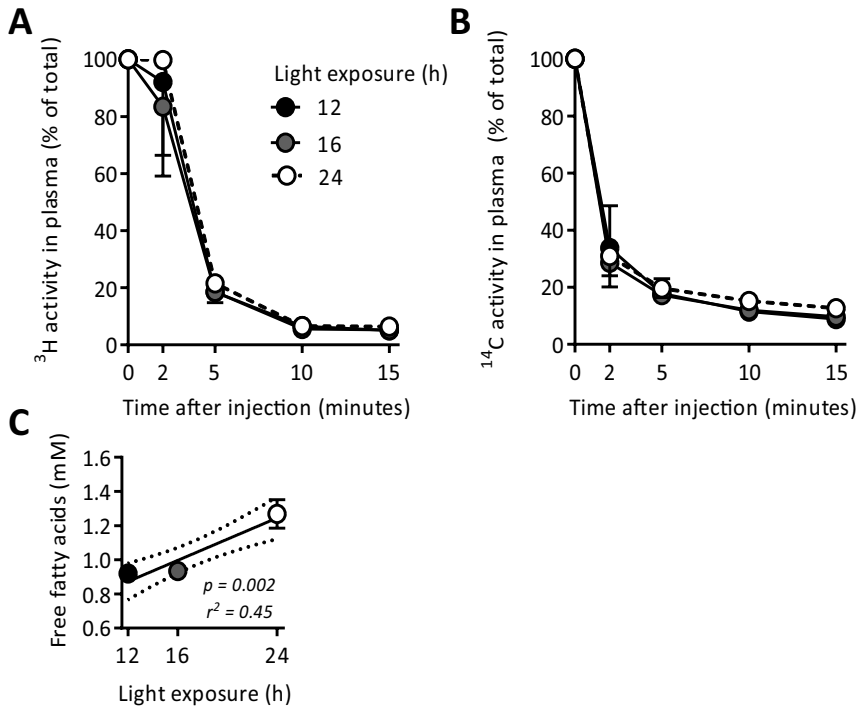 A
³H activity in plasma (% of total)
100
80
60
40
20
0
0 2 5 10 15
Time after injection (minutes)
Light exposure (h)
12
16
24
B
¹⁴C activity in plasma (% of total)
100
80
60
40
20
0
0 2 5 10 15
Time after injection (minutes)
C
Free fatty acids (mM)
1.6
1.4
1.2
1.0
0.8
0.6
p = 0.002
r² = 0.45
12 16 24
Light exposure (h)